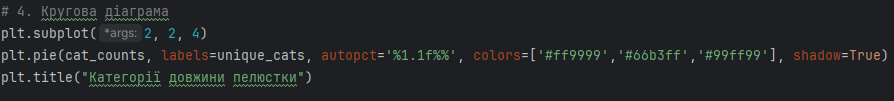 # 4. Кругова діаграма
plt.subplot( *args: 2, 2, 4)
plt.pie(cat_counts, labels=unique_cats, autopct='%1.1f%%', colors=['#ff9999','#66b3ff','#99ff99'], shadow=True)
plt.title("Категорії довжини пелюстки")